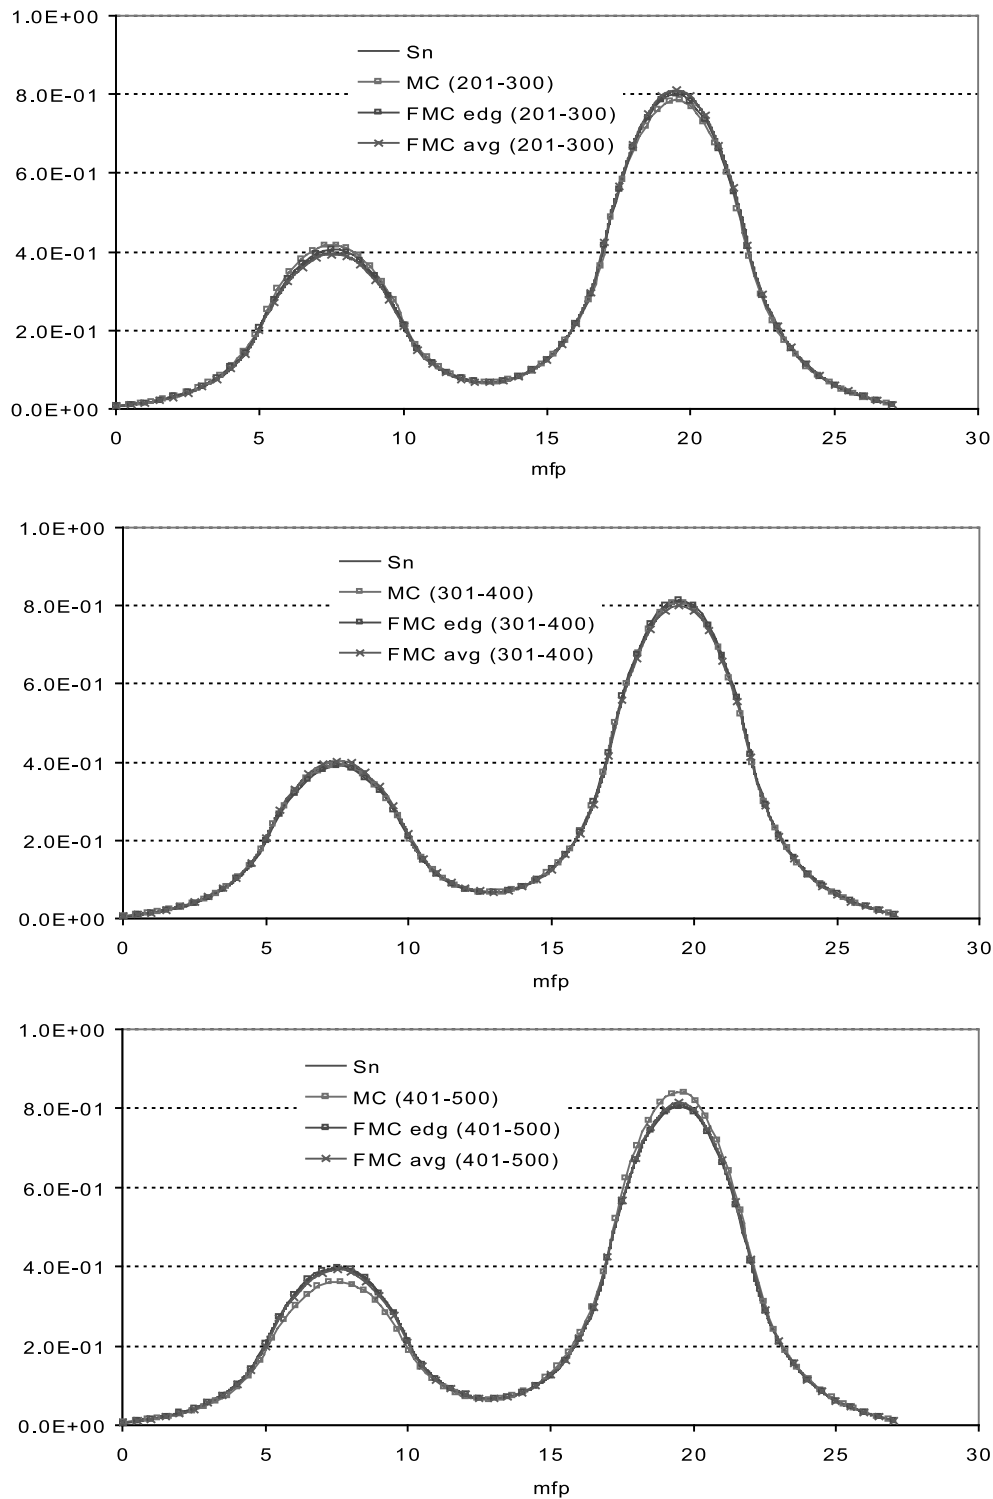 1.0E+00
8.0E-01
6.0E-01
4.0E-01
2.0E-01
0.0E+00
Sn
MC (201-300)
FMC edg (201-300)
FMC avg (201-300)
0 5 10 15 20 25 30
mfp
1.0E+00
8.0E-01
6.0E-01
4.0E-01
2.0E-01
0.0E+00
Sn
MC (301-400)
FMC edg (301-400)
FMC avg (301-400)
0 5 10 15 20 25 30
mfp
1.0E+00
8.0E-01
6.0E-01
4.0E-01
2.0E-01
0.0E+00
Sn
MC (401-500)
FMC edg (401-500)
FMC avg (401-500)
0 5 10 15 20 25 30
mfp